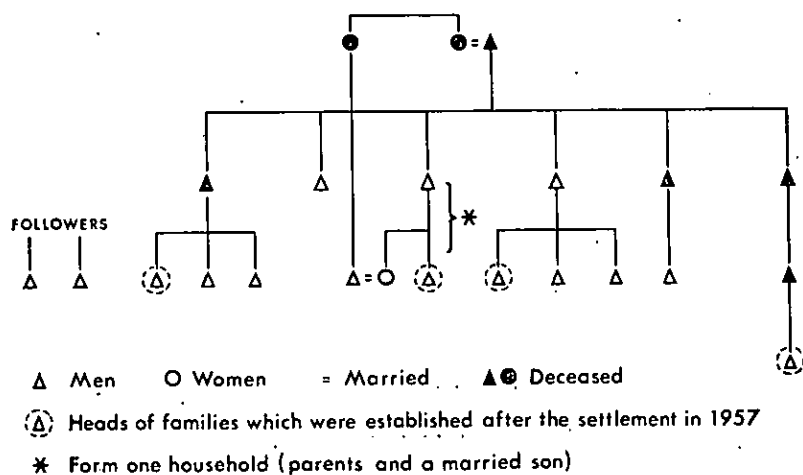 FOLLOWERS
*
Men Women = Married Deceased
Heads of families which were established after the settlement in 1957
* Form one household (parents and a married son)